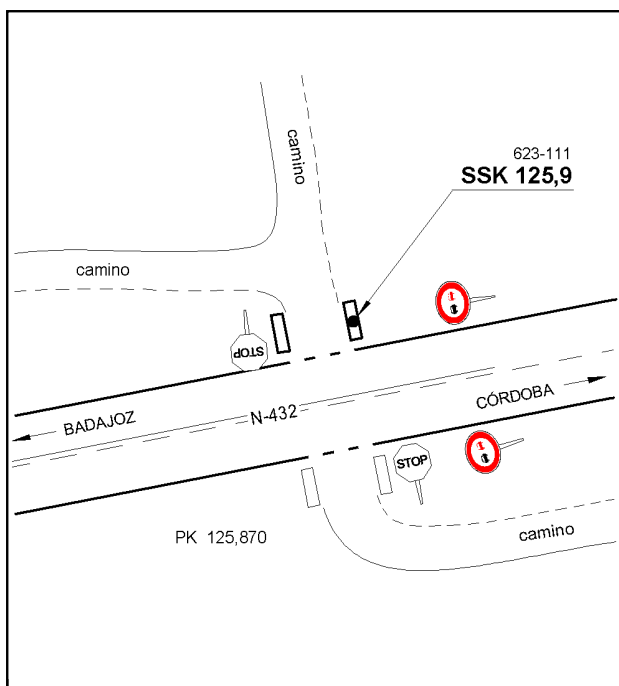 camino
623-111
SSK 125,9
camino
STOP
BADAJOZ
N-432
CÓRDOBA
STOP
PK 125,870
camino